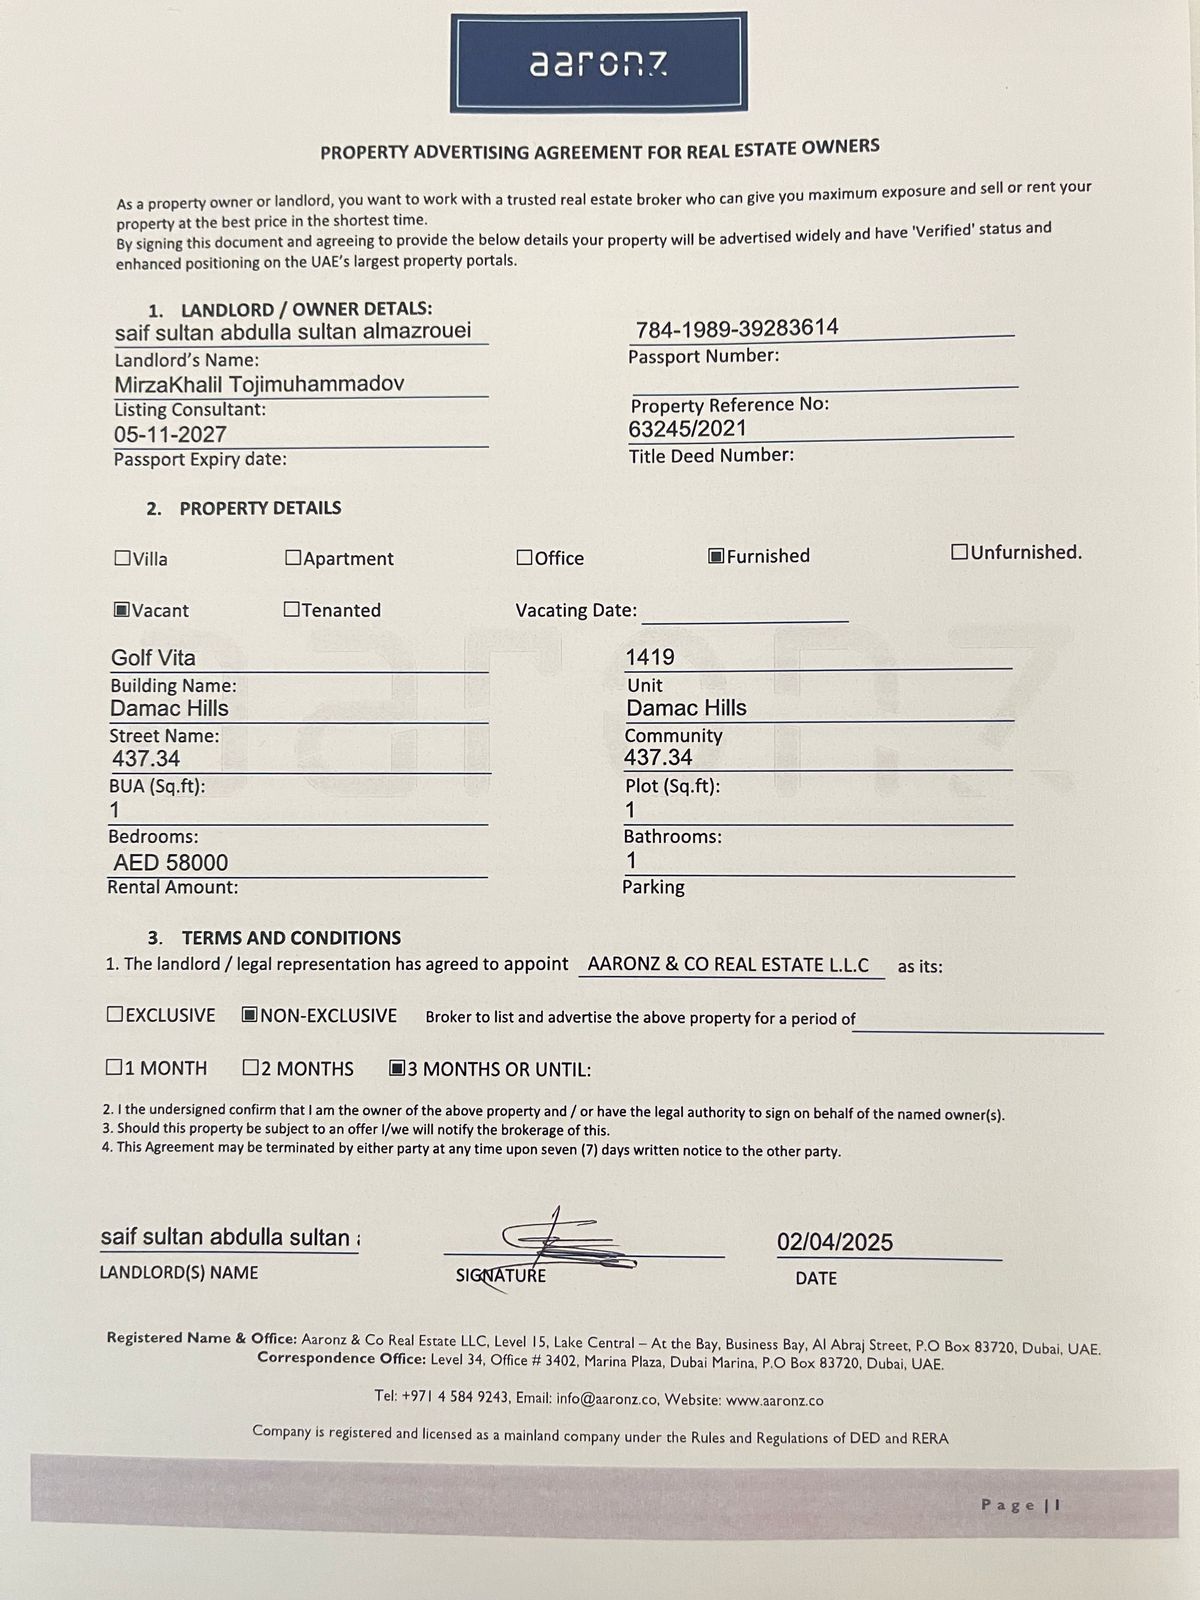 aaronz
PROPERTY ADVERTISING AGREEMENT FOR REAL ESTATE OWNERS
As a property owner or landlord, you want to work with a trusted real estate broker who can give you maximum exposure and sell or rent your
property at the best price in the shortest time.
By signing this document and agreeing to provide the below details your property will be advertised widely and have 'Verified' status and
enhanced positioning on the UAE's largest property portals.
1. LANDLORD / OWNER DETALS:
saif sultan abdulla sultan almazrouei 784-1989-39283614
Landlord's Name: Passport Number:
MirzaKhalil Tojimuhammadov
Listing Consultant: Property Reference No:
05-11-2027 63245/2021
Passport Expiry date: Title Deed Number:
2. PROPERTY DETAILS
☐Villa ☐Apartment ☐Office ▣Furnished ☐Unfurnished.
▣Vacant ☐Tenanted Vacating Date:
Golf Vita 1419
Building Name: Unit
Damac Hills Damac Hills
Street Name: Community
437.34 437.34
BUA (Sq.ft): Plot (Sq.ft):
1 1
Bedrooms: Bathrooms:
AED 58000 1
Rental Amount: Parking
3. TERMS AND CONDITIONS
1. The landlord / legal representation has agreed to appoint AARONZ & CO REAL ESTATE L.L.C as its:
☐EXCLUSIVE ▣NON-EXCLUSIVE Broker to list and advertise the above property for a period of
☐1 MONTH ☐2 MONTHS ▣3 MONTHS OR UNTIL:
2. I the undersigned confirm that I am the owner of the above property and / or have the legal authority to sign on behalf of the named owner(s).
3. Should this property be subject to an offer I/we will notify the brokerage of this.
4. This Agreement may be terminated by either party at any time upon seven (7) days written notice to the other party.
saif sultan abdulla sultan 02/04/2025
LANDLORD(S) NAME SIGNATURE DATE
Registered Name & Office: Aaronz & Co Real Estate LLC, Level 15, Lake Central – At the Bay, Business Bay, Al Abraj Street, P.O Box 83720, Dubai, UAE.
Correspondence Office: Level 34, Office # 3402, Marina Plaza, Dubai Marina, P.O Box 83720, Dubai, UAE.
Tel: +971 4 584 9243, Email: info@aaronz.co, Website: www.aaronz.co
Company is registered and licensed as a mainland company under the Rules and Regulations of DED and RERA
Page | 1